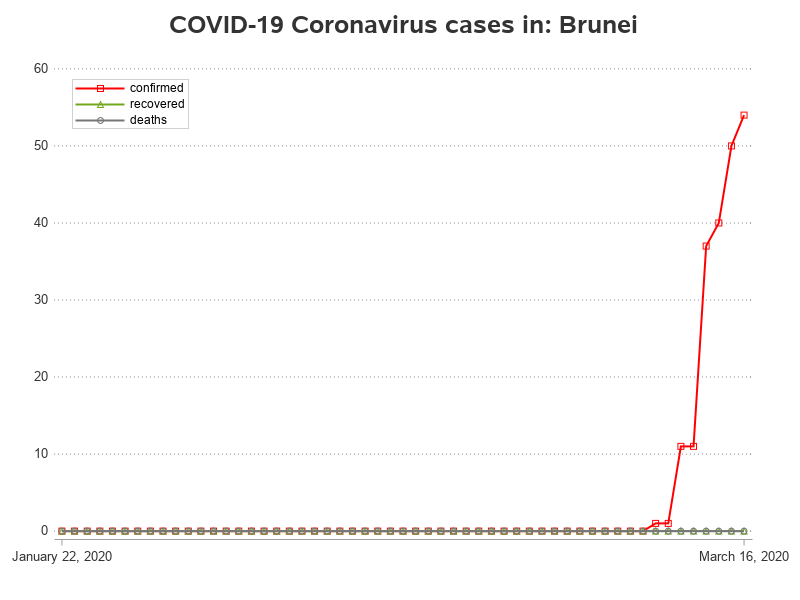 COVID-19 Coronavirus cases in: Brunei
60
confirmed
recovered
deaths
50
40
30
20
10
0
January 22, 2020
March 16, 2020